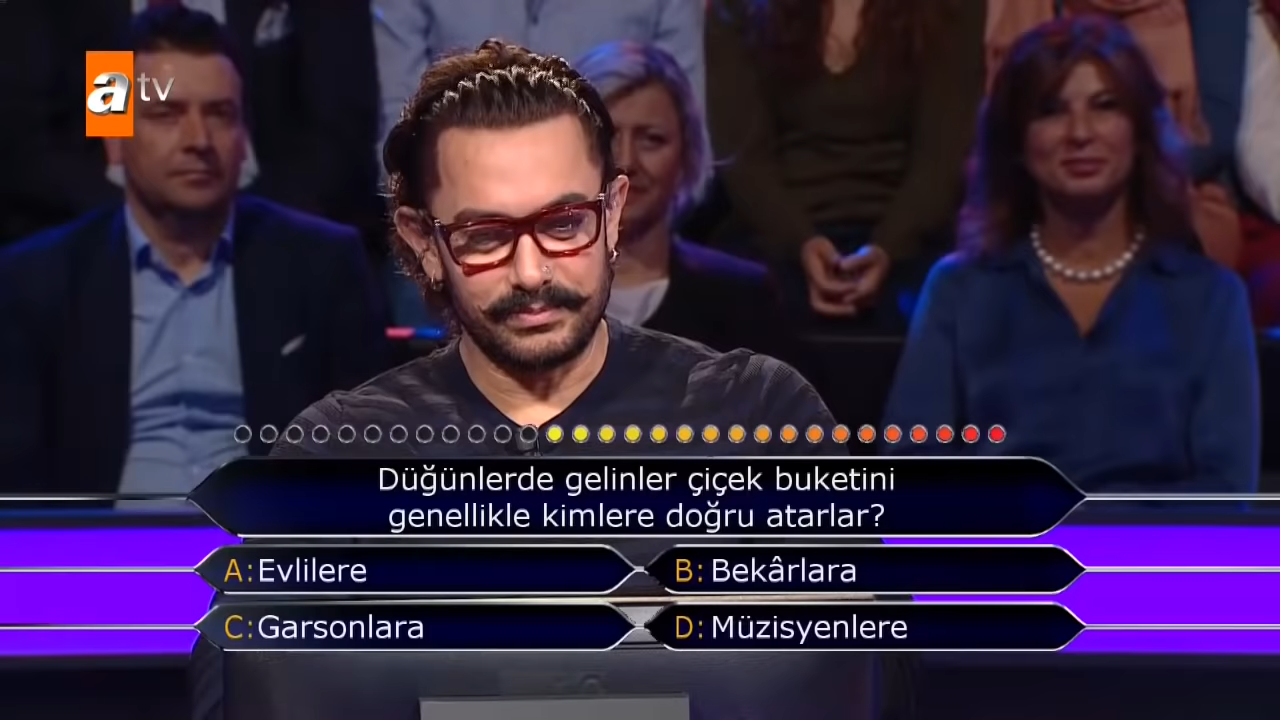 atv
Düğünlerde gelinler çiçek buketini
genellikle kimlere doğru atarlar?
A: Evlilere
B: Bekârlara
C: Garsonlara
D: Müzisyenlere